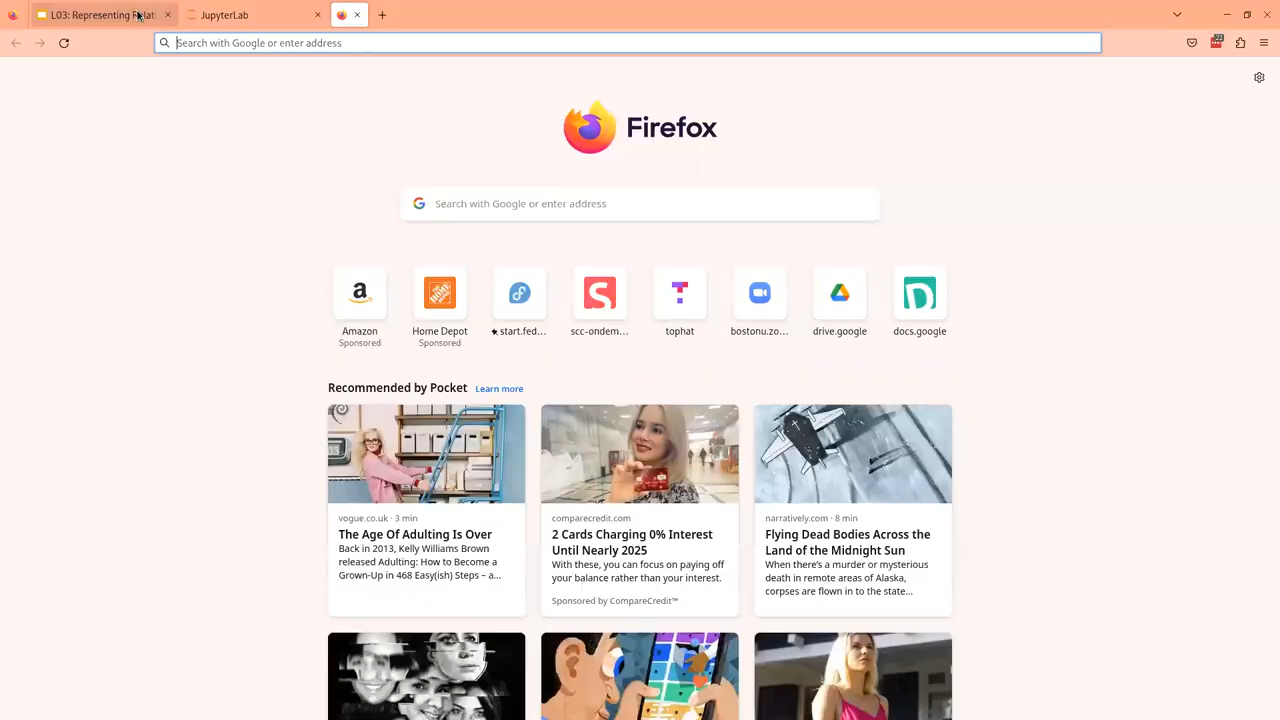 L03: Representing Relati
JupyterLab
Search with Google or enter address
22
Firefox
Search with Google or enter address
Amazon
Sponsored
Home Depot
Sponsored
start.fed...
scc-ondem...
tophat
bostonu.zo...
drive.google
docs.google
Recommended by Pocket Learn more
vogue.co.uk · 3 min
The Age Of Adulting Is Over
Back in 2013, Kelly Williams Brown
released Adulting: How to Become a
Grown-Up in 468 Easy(ish) Steps – a...
comparecredit.com
2 Cards Charging 0% Interest
Until Nearly 2025
With these, you can focus on paying off
your balance rather than your interest.
Sponsored by CompareCredit™
narratively.com · 8 min
Flying Dead Bodies Across the
Land of the Midnight Sun
When there's a murder or mysterious
death in remote areas of Alaska,
corpses are flown in to the state...